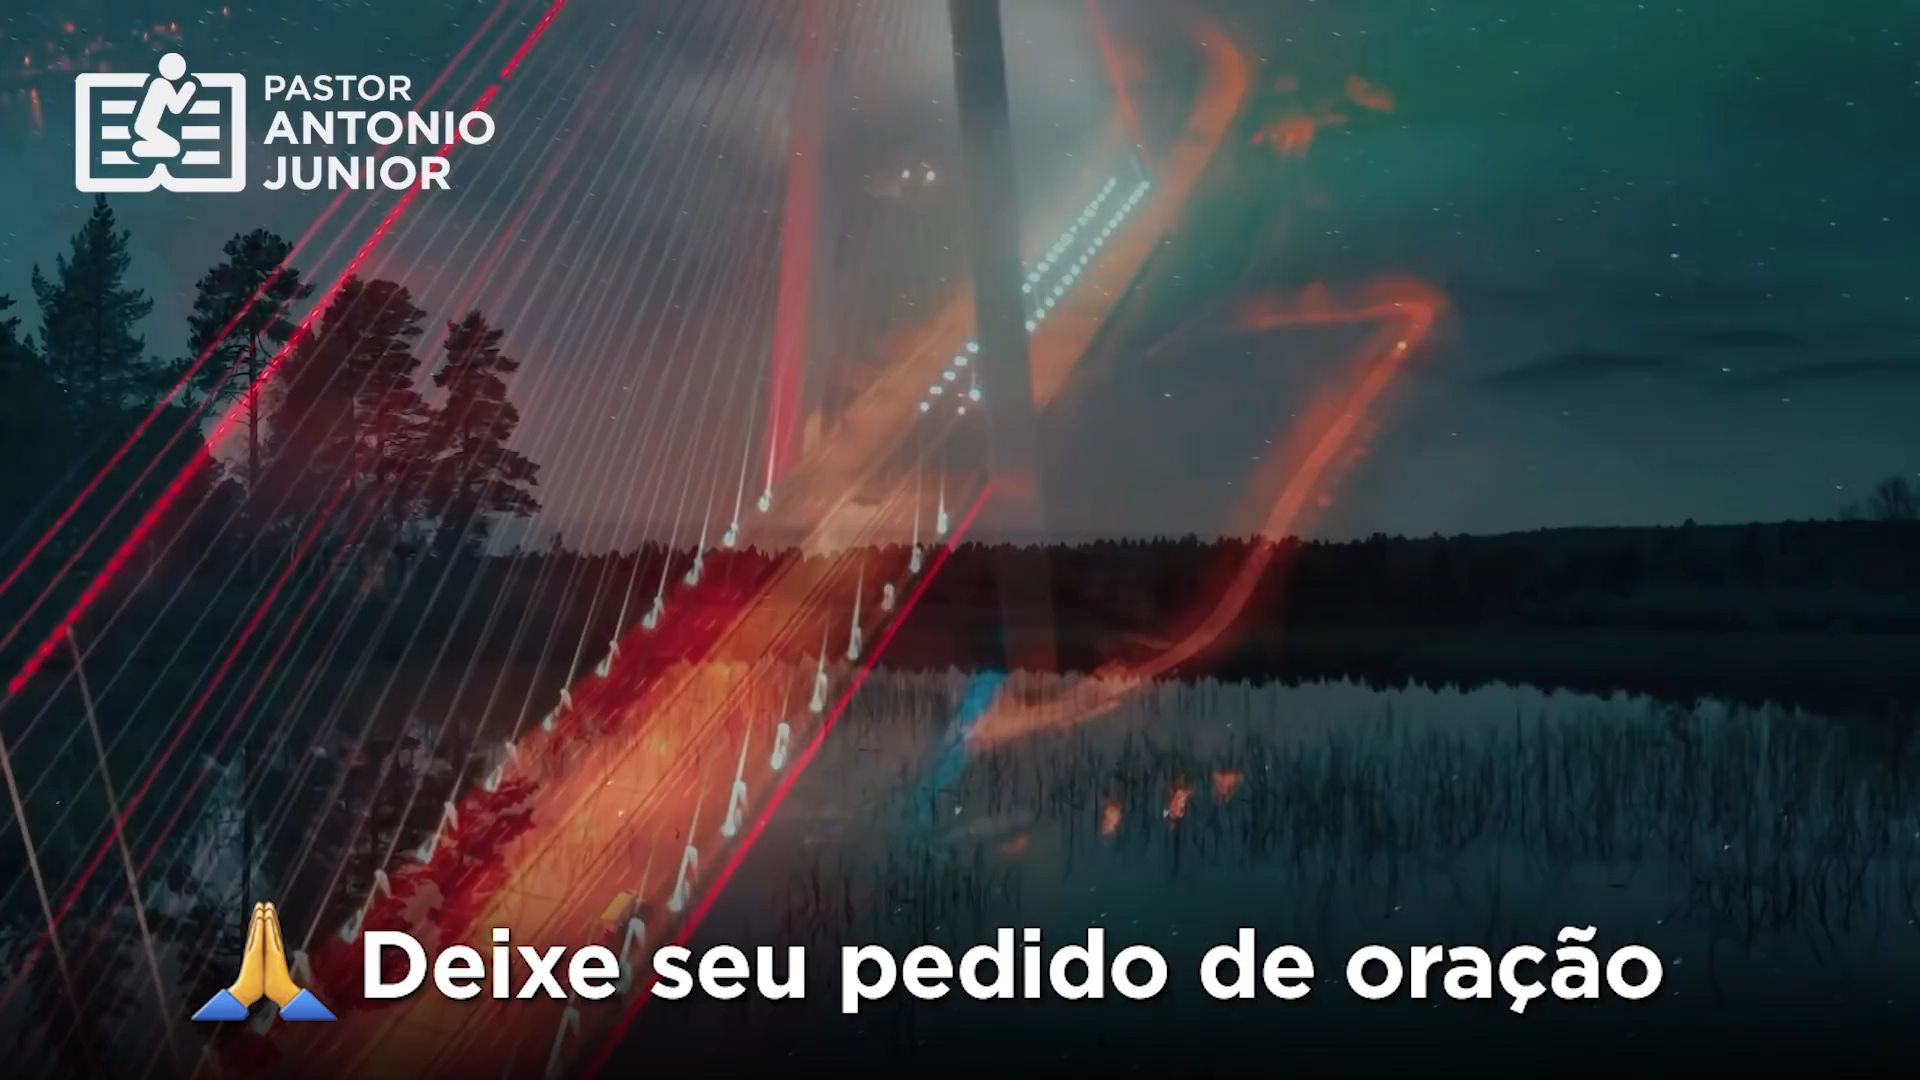 PASTOR
ANTONIO
JUNIOR
🙏 Deixe seu pedido de oração